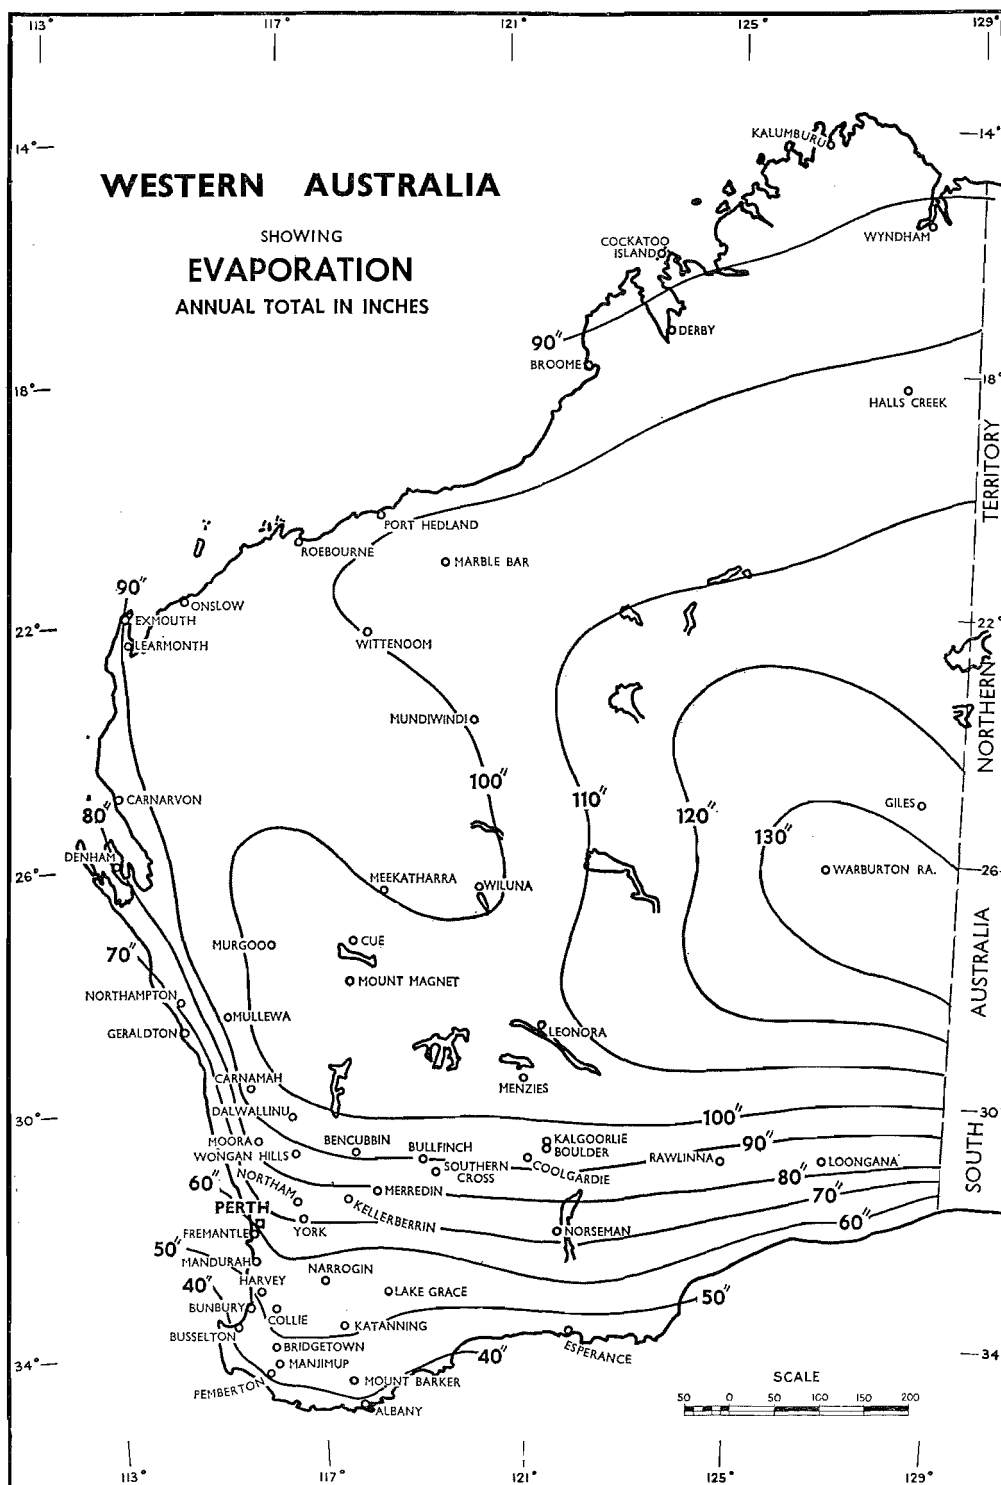 113° 117° 121° 125° 129°
14° 14°
KALUMBURU
WESTERN AUSTRALIA
SHOWING
EVAPORATION
ANNUAL TOTAL IN INCHES
WYNDHAM
COCKATOO
ISLAND
DERBY
90"
BROOME
18° 18°
HALLS CREEK
TERRITORY
PORT HEDLAND
ROEBOURNE
MARBLE BAR
90"
ONSLOW
EXMOUTH
22° 22°
LEARMONTH
WITTENOOM
NORTHERN
MUNDIWINDI
100"
110"
120"
130"
CARNARVON
80"
GILES
DENHAM
26° 26°
MEEKATHARRA
WILUNA
WARBURTON RA.
MURGOO
CUE
70"
MOUNT MAGNET
AUSTRALIA
NORTHAMPTON
MULLEWA
GERALDTON
LEONORA
CARNAMAH
MENZIES
DALWALLINU
100"
30° 30°
MOORA
BENCUBBIN
BULLFINCH
KALGOORLIE
BOULDER
90"
WONGAN HILLS
SOUTHERN
CROSS
COOLGARDIE
RAWLINNA
LOONGANA
SOUTH
80"
NORTHAM
MERREDIN
60"
KELLERBERRIN
70"
PERTH
YORK
60"
FREMANTLE
NORSEMAN
50"
MANDURAH
NARROGIN
HARVEY
LAKE GRACE
40"
50"
BUNBURY
COLLIE
KATANNING
BUSSELTON
BRIDGETOWN
ESPERANCE
40"
34° 34°
MANJIMUP
PEMBERTON
MOUNT BARKER
ALBANY
SCALE
50 0 50 100 150 200
113° 117° 121° 125° 129°